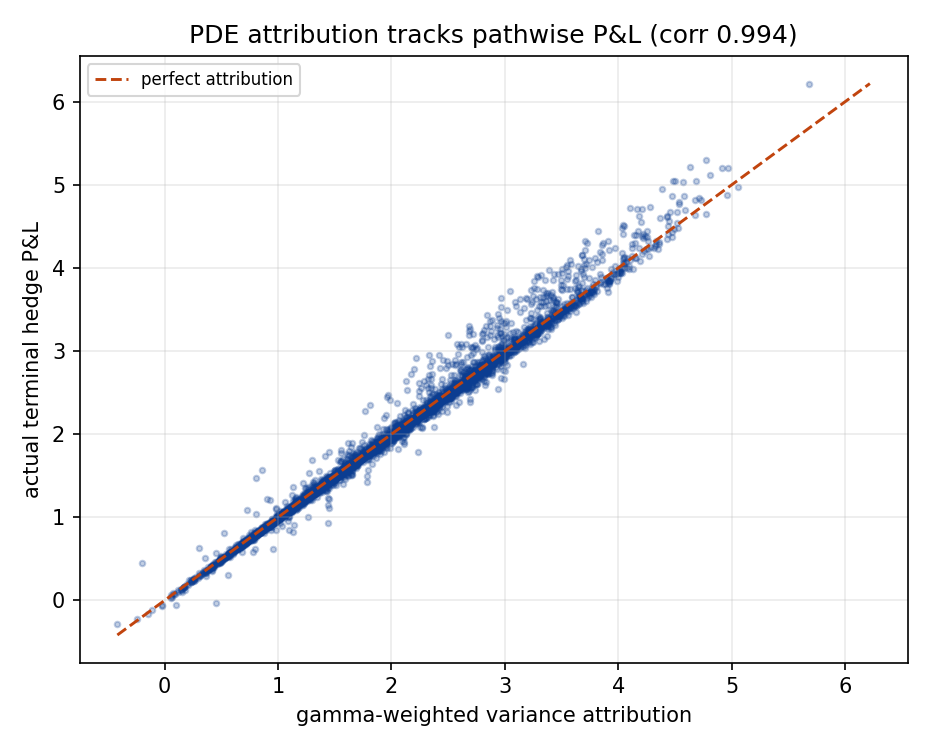 PDE attribution tracks pathwise P&L (corr 0.994)
perfect attribution
actual terminal hedge P&L
6
5
4
3
2
1
0
0 1 2 3 4 5 6
gamma-weighted variance attribution